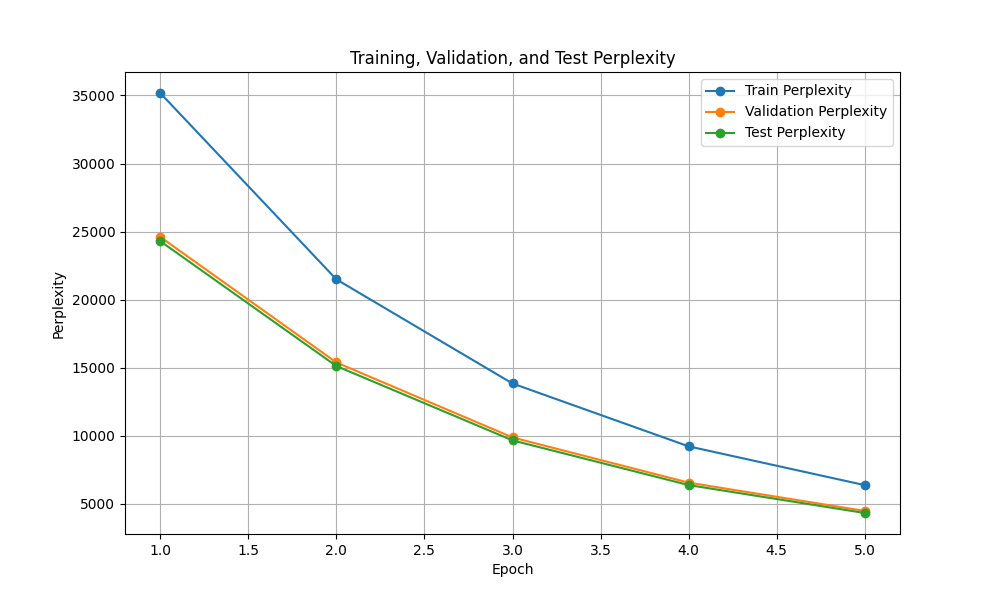 Training, Validation, and Test Perplexity
Train Perplexity
Validation Perplexity
Test Perplexity
Perplexity
35000
30000
25000
20000
15000
10000
5000
1.0 1.5 2.0 2.5 3.0 3.5 4.0 4.5 5.0
Epoch